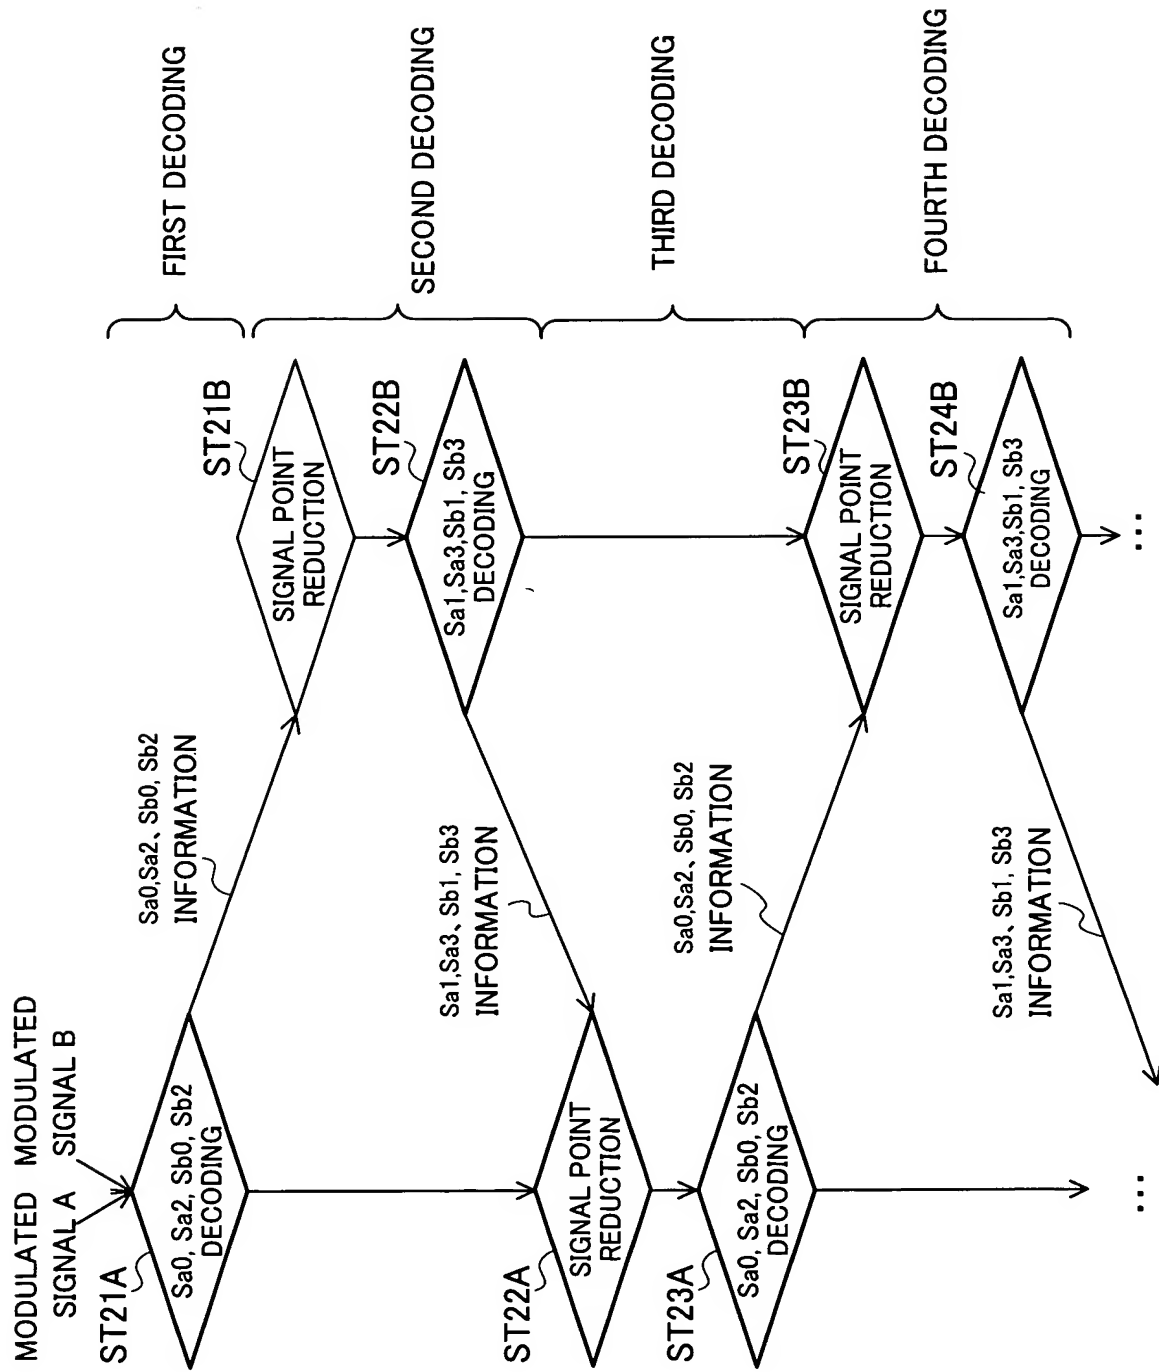 MODULATED
SIGNAL A
MODULATED
SIGNAL B
ST21A
Sa0, Sa2, Sb0, Sb2
DECODING
Sa0,Sa2、Sb0, Sb2
INFORMATION
ST21B
SIGNAL POINT
REDUCTION
FIRST DECODING
ST22B
Sa1,Sa3,Sb1, Sb3
DECODING
SECOND DECODING
Sa1,Sa3、Sb1, Sb3
INFORMATION
ST22A
SIGNAL POINT
REDUCTION
THIRD DECODING
ST23A
Sa0, Sa2, Sb0, Sb2
DECODING
Sa0,Sa2、Sb0, Sb2
INFORMATION
ST23B
SIGNAL POINT
REDUCTION
ST24B
Sa1,Sa3,Sb1, Sb3
DECODING
FOURTH DECODING
Sa1,Sa3、Sb1, Sb3
INFORMATION
...
...